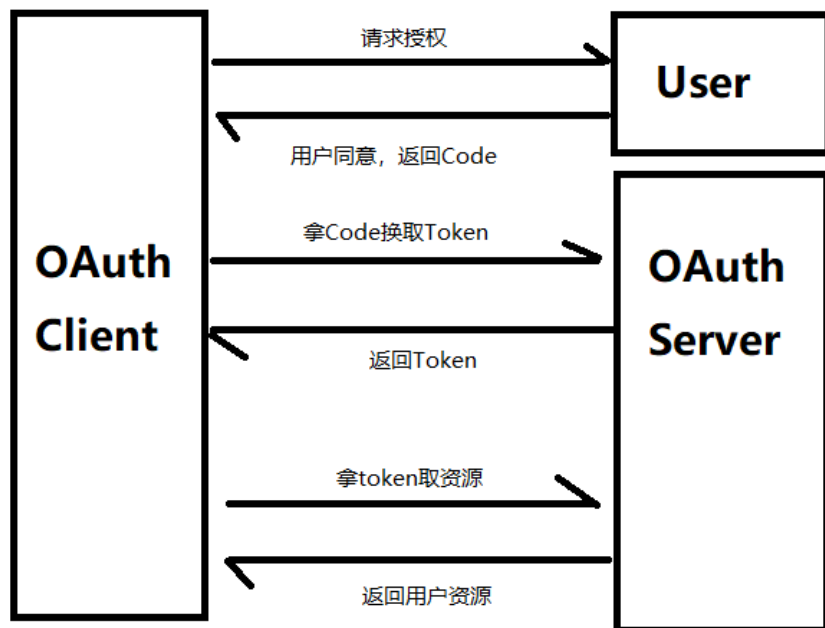 请求授权
User
用户同意，返回Code
拿Code换取Token
OAuth
Client
OAuth
Server
返回Token
拿token取资源
返回用户资源